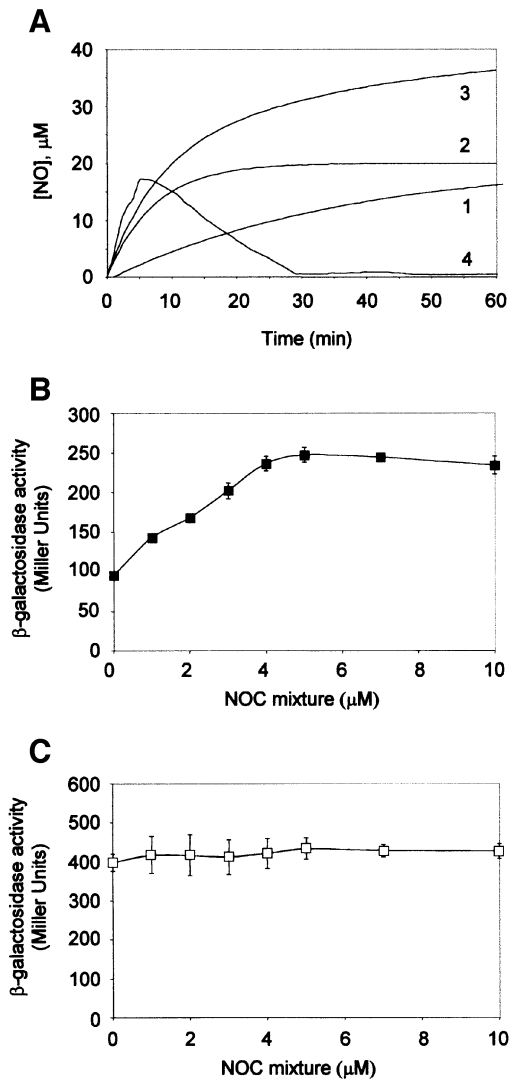 A
[NO], μM
40
30
20
10
0
3
2
1
4
0 10 20 30 40 50 60
Time (min)
B
β-galactosidase activity
(Miller Units)
300
250
200
150
100
50
0
0 2 4 6 8 10
NOC mixture (μM)
C
β-galactosidase activity
(Miller Units)
600
500
400
300
200
100
0
0 2 4 6 8 10
NOC mixture (μM)